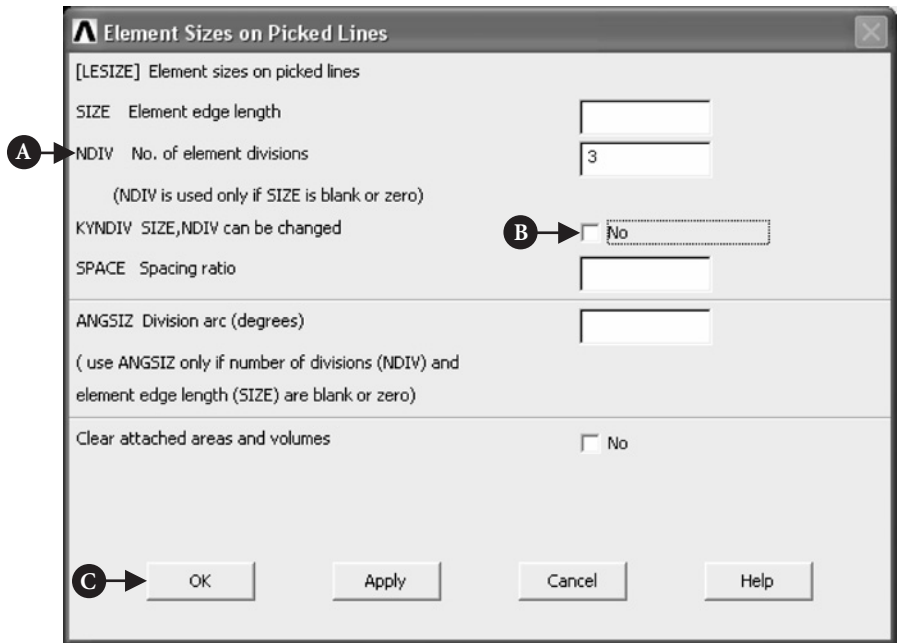 Element Sizes on Picked Lines
[LESIZE] Element sizes on picked lines
SIZE Element edge length
A NDIV No. of element divisions 3
(NDIV is used only if SIZE is blank or zero)
KYNDIV SIZE,NDIV can be changed B No
SPACE Spacing ratio
ANGSIZ Division arc (degrees)
( use ANGSIZ only if number of divisions (NDIV) and
element edge length (SIZE) are blank or zero)
Clear attached areas and volumes No
C OK Apply Cancel Help